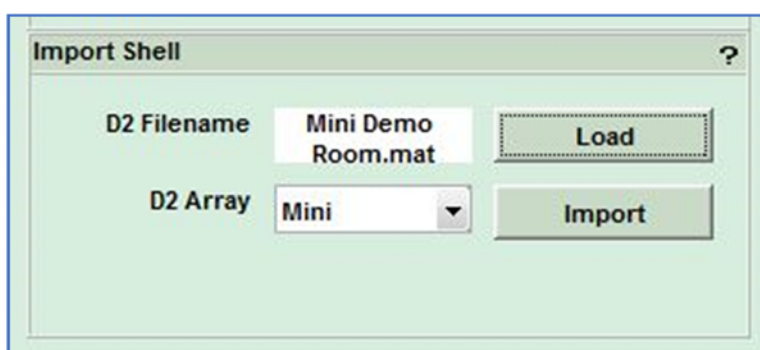 Import Shell ?
D2 Filename Mini Demo Room.mat Load
D2 Array Mini Import